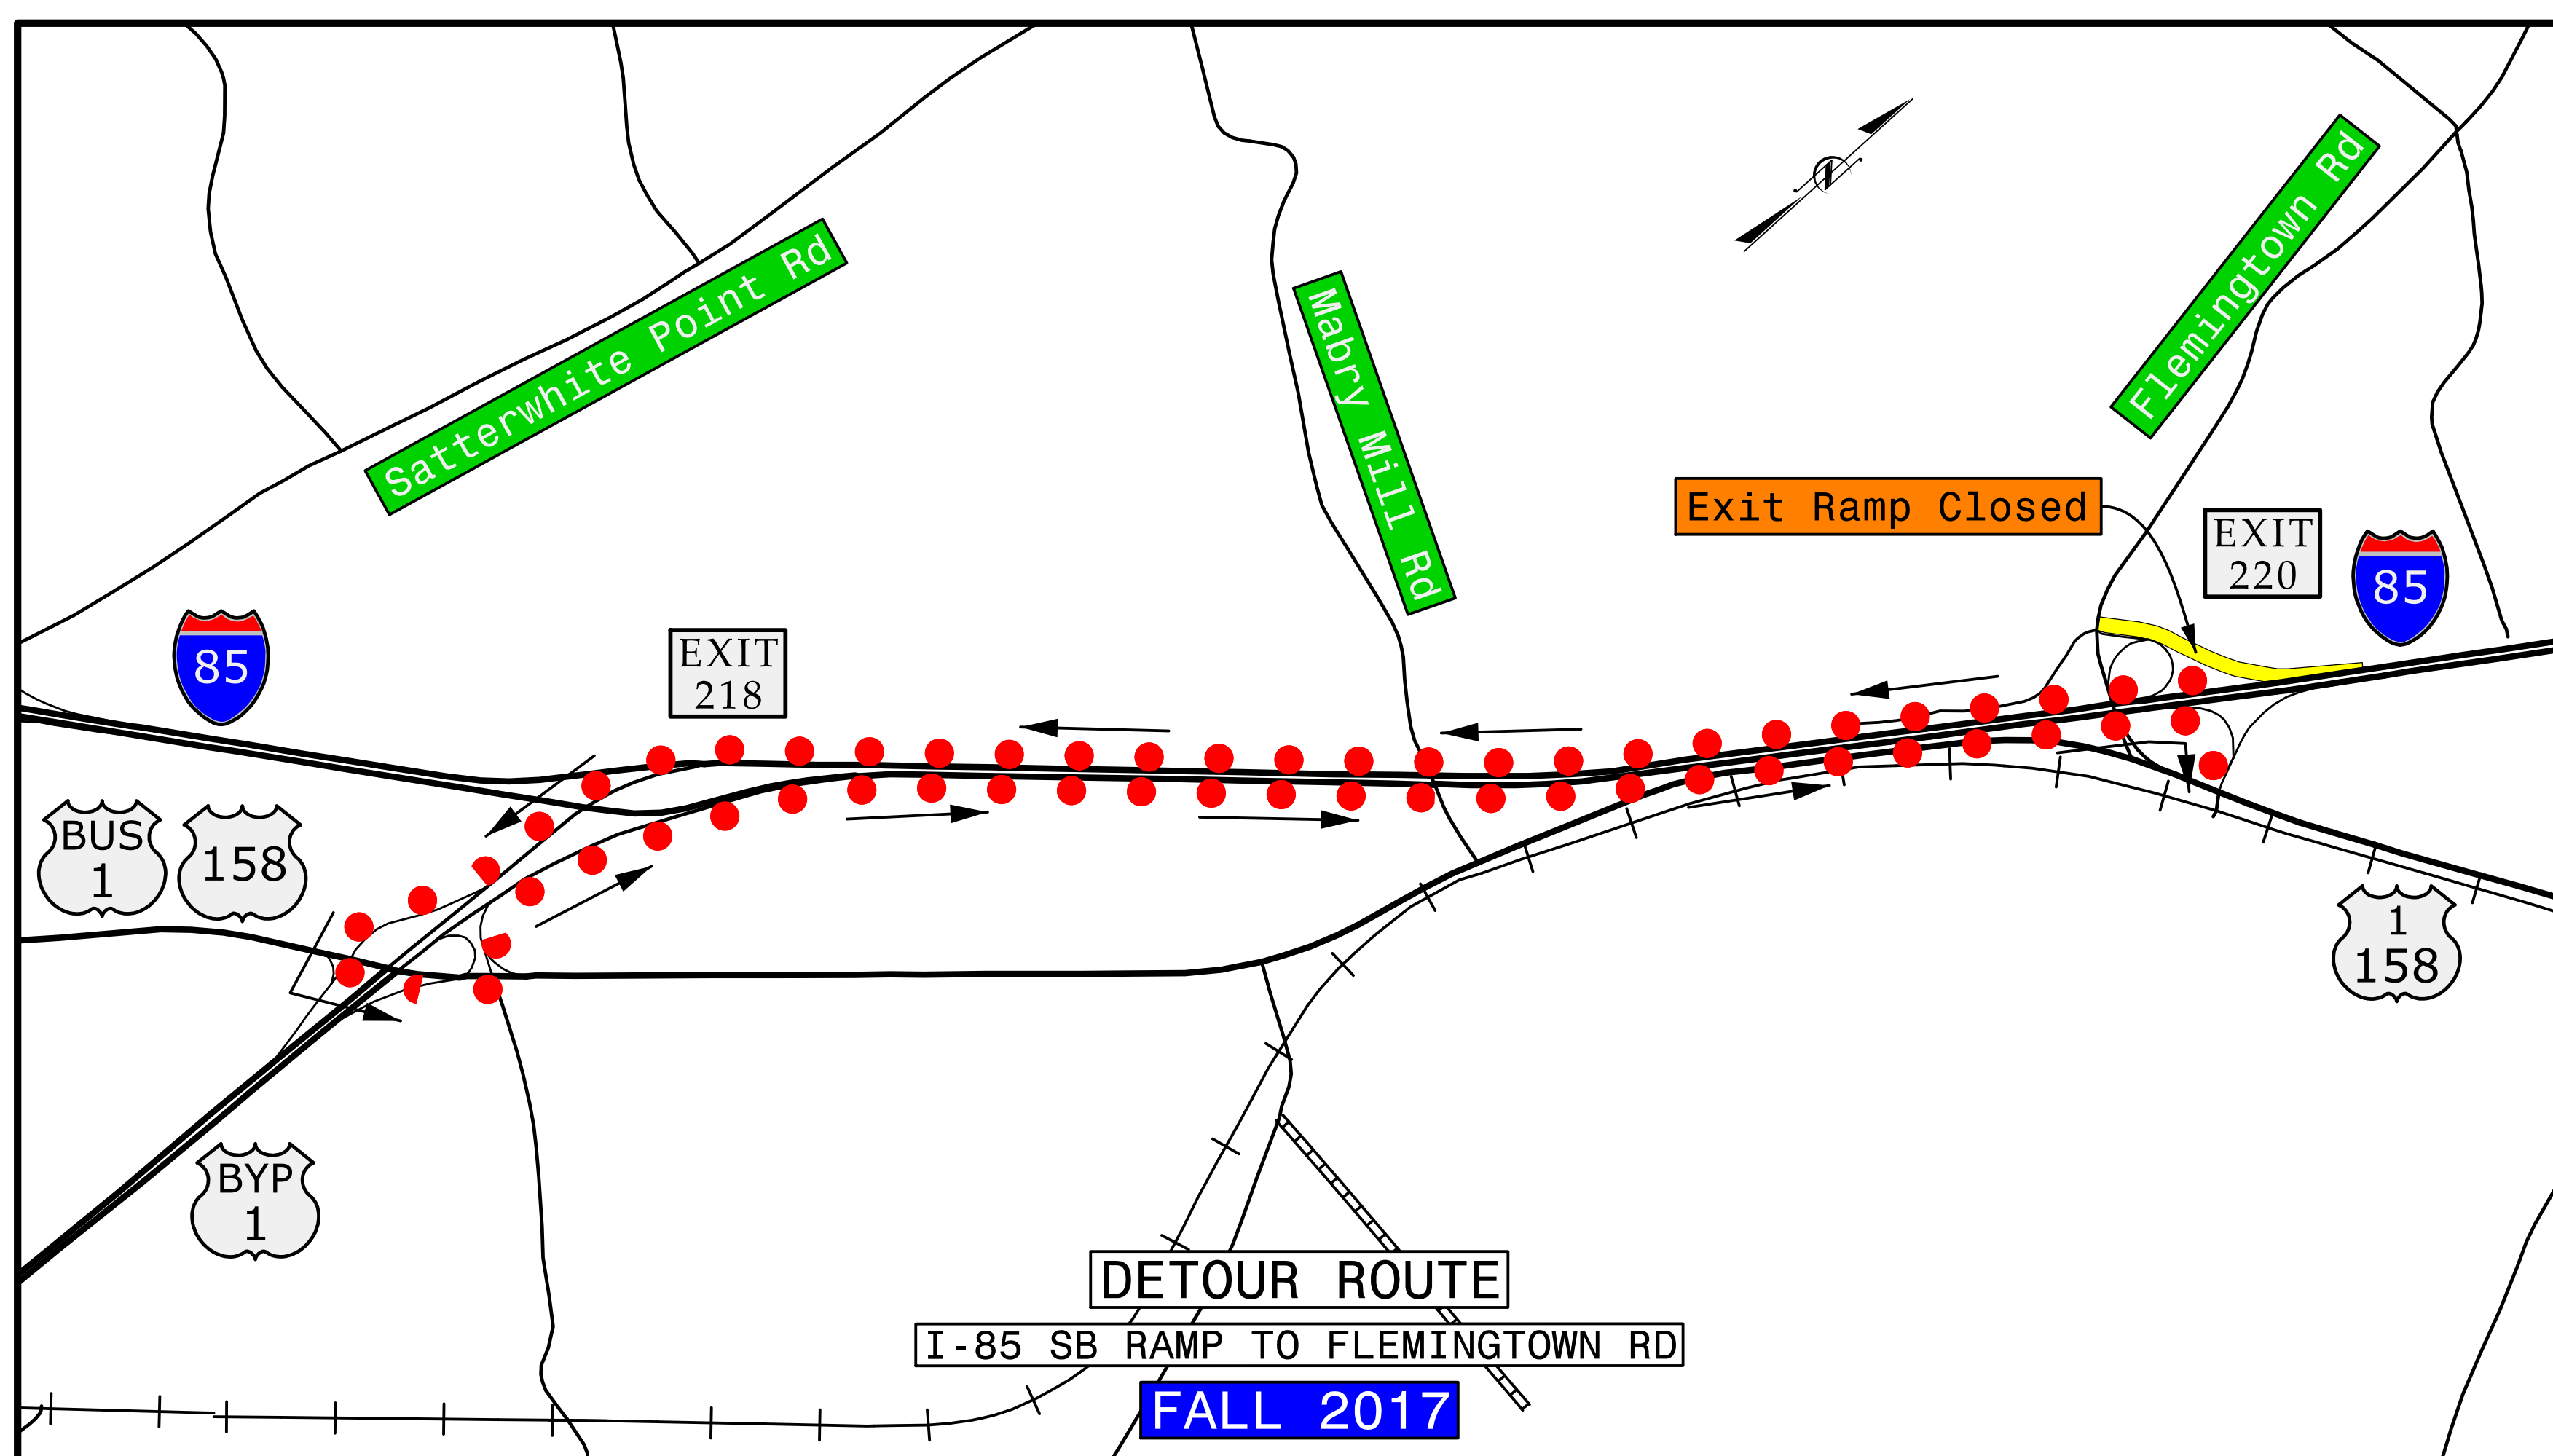 Satterwhite Point Rd
Mabry Mill Rd
Flemingtown Rd
N
Exit Ramp Closed
EXIT
220
85
85
EXIT
218
BUS
1
158
1
158
BYP
1
DETOUR ROUTE
I-85 SB RAMP TO FLEMINGTOWN RD
FALL 2017